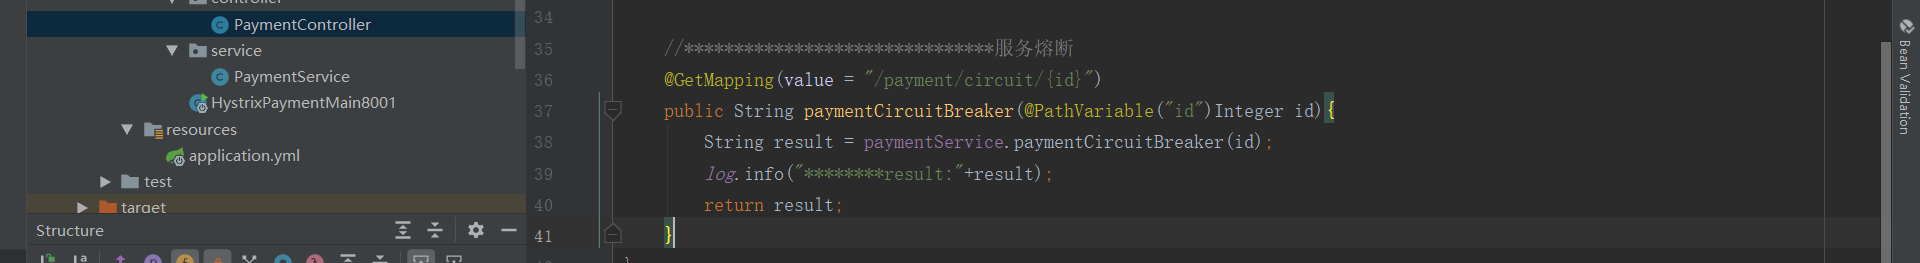 controller
PaymentController
service
PaymentService
HystrixPaymentMain8001
resources
application.yml
test
target
Structure
34
35 //*******************************服务熔断
36 @GetMapping(value = "/payment/circuit/{id}")
37 public String paymentCircuitBreaker(@PathVariable("id")Integer id){
38 String result = paymentService.paymentCircuitBreaker(id);
39 log.info("********result:"+result);
40 return result;
41 }
}
Bean Validation